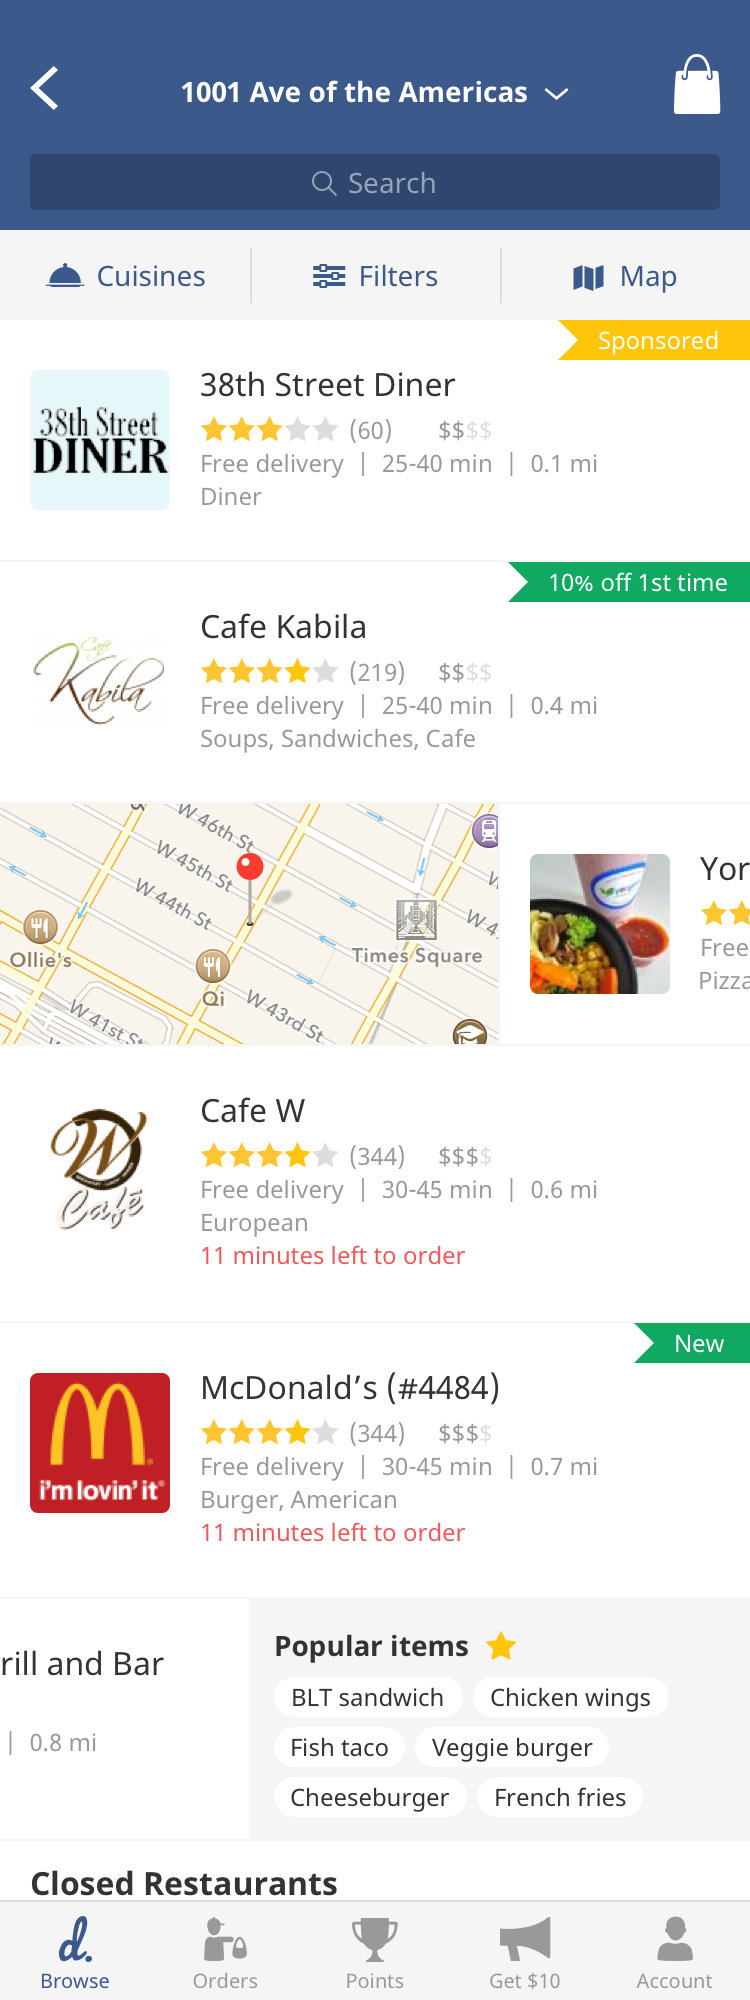 1001 Ave of the Americas
Search
Cuisines
Filters
Map
Sponsored
38th Street
DINER
38th Street Diner
(60) $$$$
Free delivery | 25-40 min | 0.1 mi
Diner
10% off 1st time
Cafe
Kabila
Cafe Kabila
(219) $$$$
Free delivery | 25-40 min | 0.4 mi
Soups, Sandwiches, Cafe
W 46th St
W 45th St
W 44th St
Ollie's
Qi
Times Square
W 43rd St
W 41st St
W 4
Yor
Free
Pizza
W
Café
Cafe W
(344) $$$$
Free delivery | 30-45 min | 0.6 mi
European
11 minutes left to order
New
i'm lovin' it®
McDonald’s (#4484)
(344) $$$$
Free delivery | 30-45 min | 0.7 mi
Burger, American
11 minutes left to order
rill and Bar
| 0.8 mi
Popular items
BLT sandwich
Chicken wings
Fish taco
Veggie burger
Cheeseburger
French fries
Closed Restaurants
d.
Browse
Orders
Points
Get $10
Account